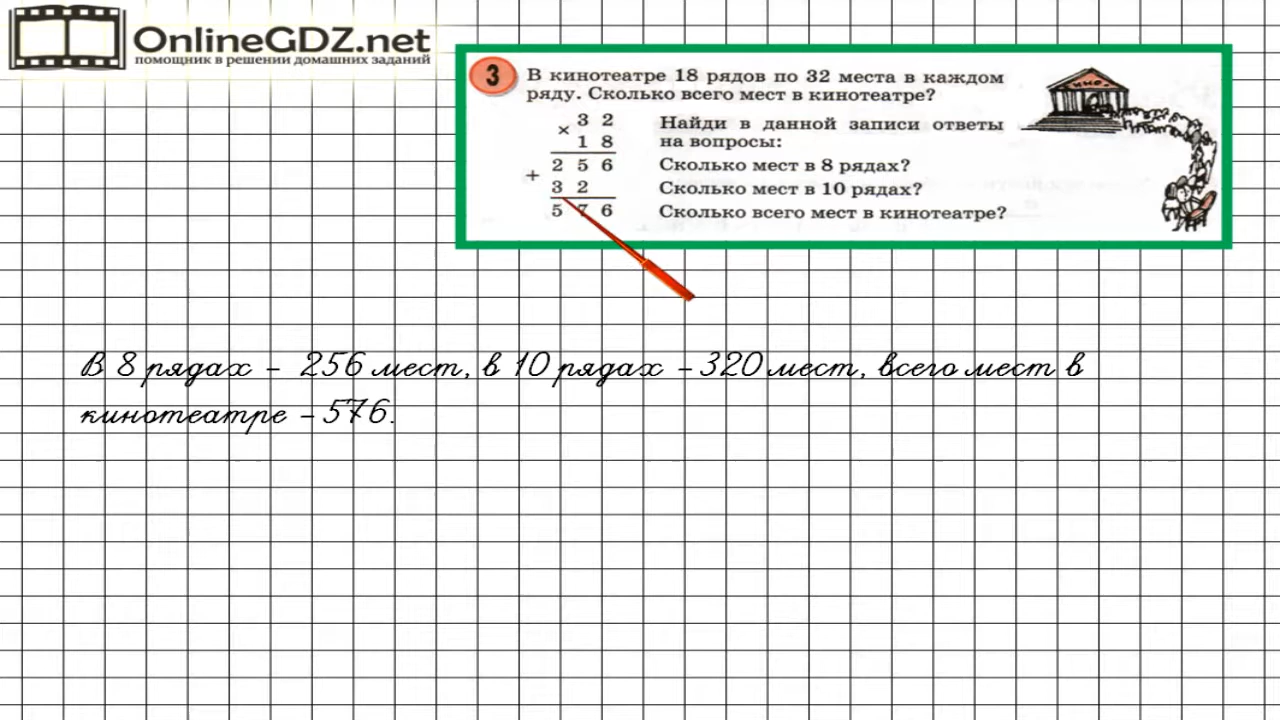 OnlineGDZ.net
помощник в решении домашних заданий
3
В кинотеатре 18 рядов по 32 места в каждом
ряду. Сколько всего мест в кинотеатре?
КИНО
× 3 2
1 8
2 5 6
+
3 2
5 7 6
Найди в данной записи ответы
на вопросы:
Сколько мест в 8 рядах?
Сколько мест в 10 рядах?
Сколько всего мест в кинотеатре?
В 8 рядах – 256 мест, в 10 рядах – 320 мест, всего мест в
кинотеатре – 576.